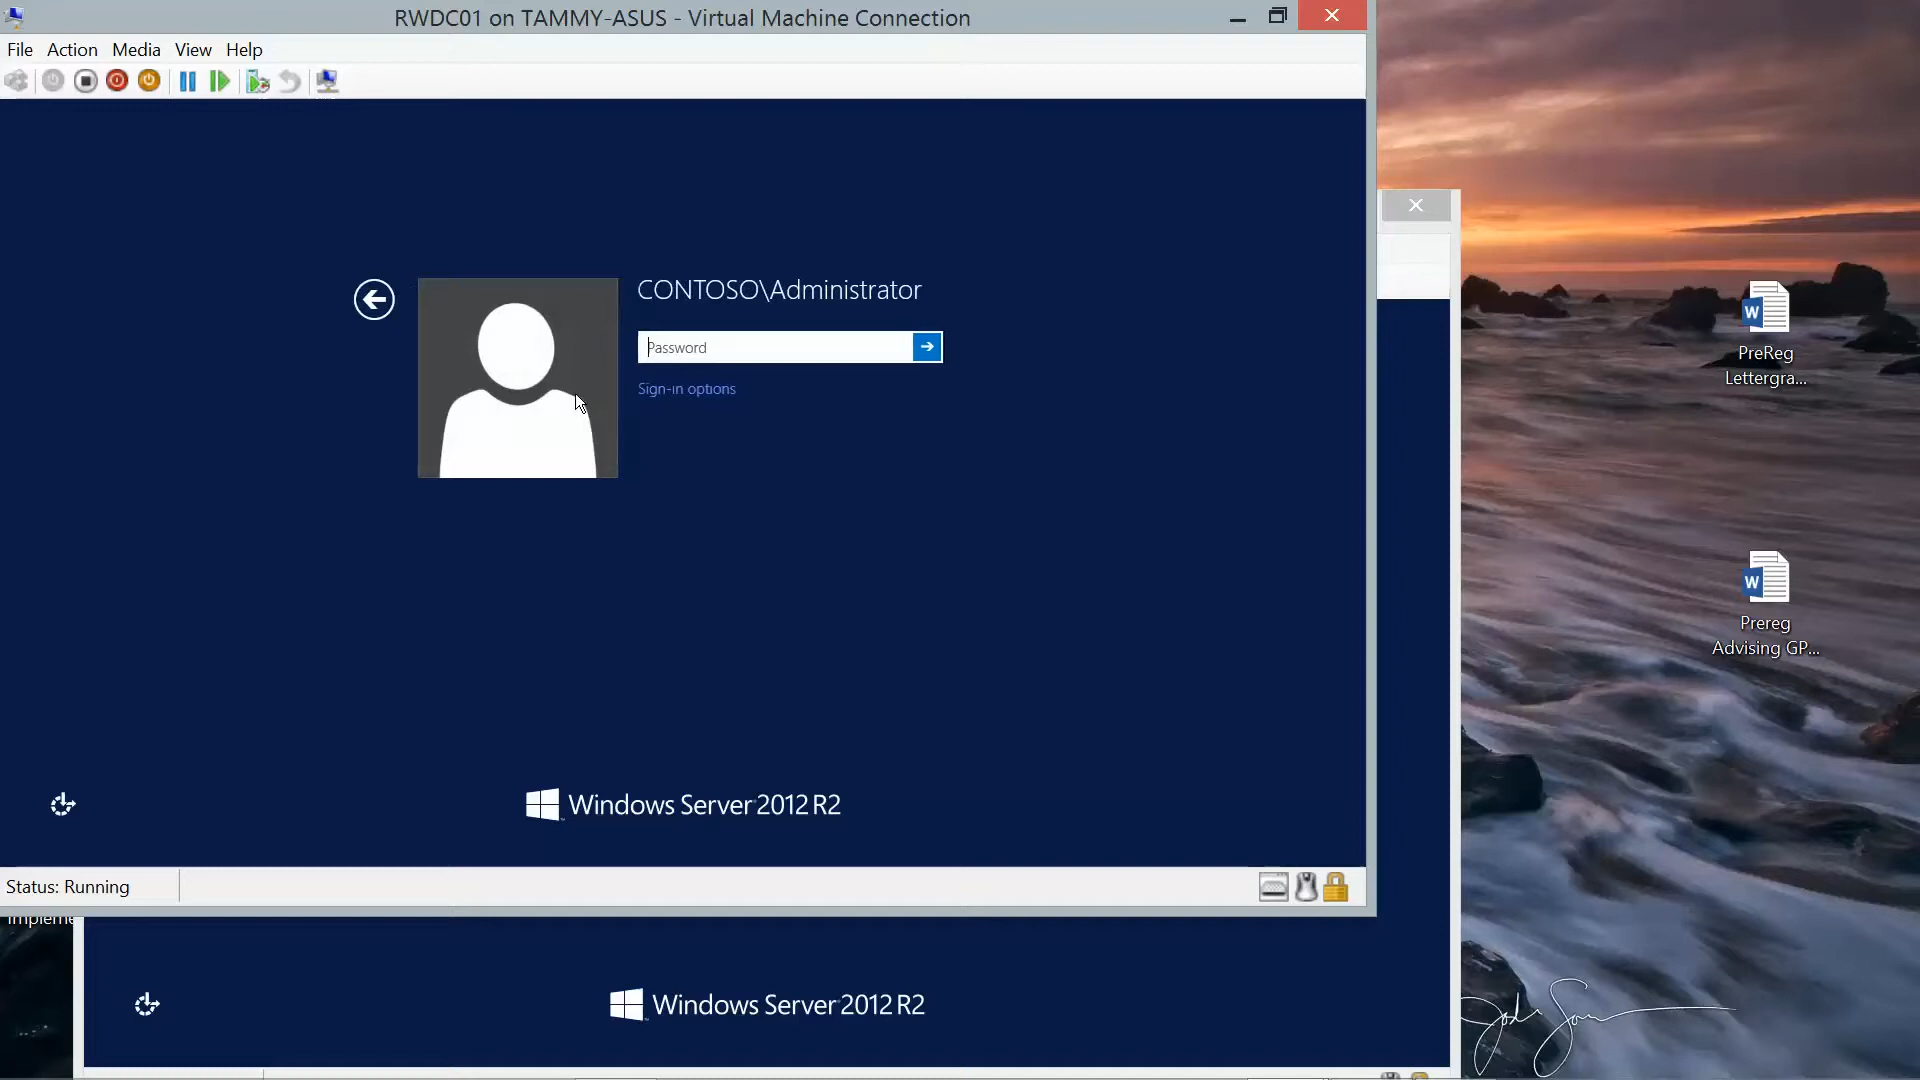 RWDC01 on TAMMY-ASUS - Virtual Machine Connection
File Action Media View Help
CONTOSO\Administrator
Password
Sign-in options
Windows Server 2012 R2
Status: Running
Windows Server 2012 R2
W
PreReg
Lettergra...
W
Prereg
Advising GP...